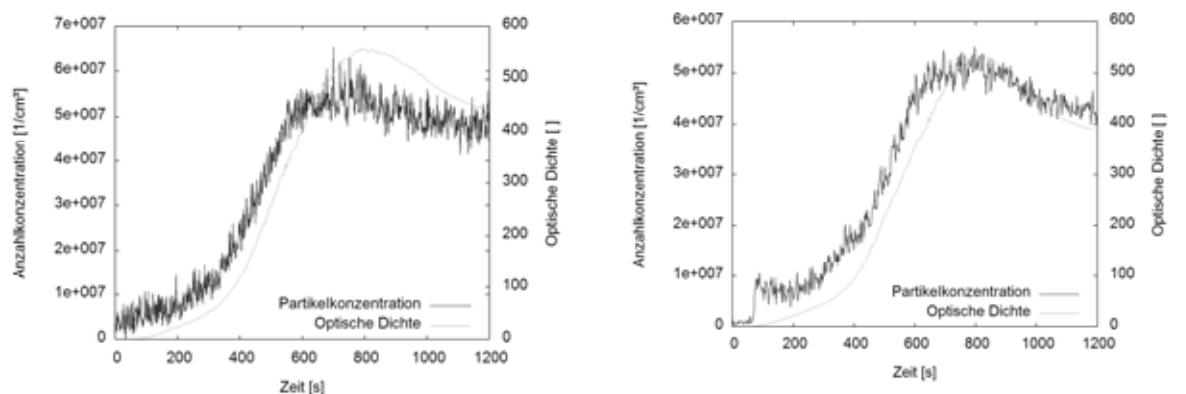 7e+007
6e+007
5e+007
4e+007
3e+007
2e+007
1e+007
0
600
500
400
300
200
100
0
0 200 400 600 800 1000 1200
Anzahlkonzentration [1/cm³]
Optische Dichte [ ]
Zeit [s]
Partikelkonzentration
Optische Dichte
6e+007
5e+007
4e+007
3e+007
2e+007
1e+007
0
600
500
400
300
200
100
0
0 200 400 600 800 1000 1200
Anzahlkonzentration [1/cm³]
Optische Dichte [ ]
Zeit [s]
Partikelkonzentration
Optische Dichte